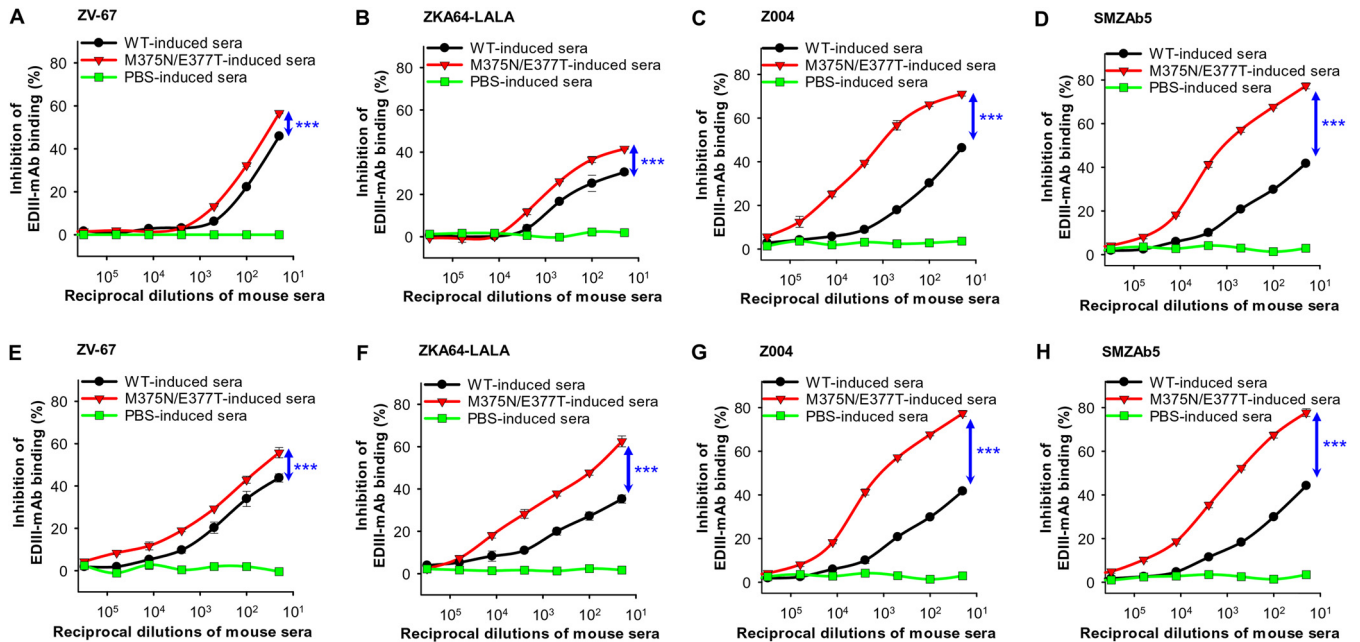 A ZV-67
WT-induced sera
M375N/E377T-induced sera
PBS-induced sera
Inhibition of
EDIII-mAb binding (%)
80
60
40
20
0
***
10⁵ 10⁴ 10³ 10² 10¹
Reciprocal dilutions of mouse sera
B ZKA64-LALA
WT-induced sera
M375N/E377T-induced sera
PBS-induced sera
Inhibition of
EDIII-mAb binding (%)
80
60
40
20
0
***
10⁵ 10⁴ 10³ 10² 10¹
Reciprocal dilutions of mouse sera
C Z004
WT-induced sera
M375N/E377T-induced sera
PBS-induced sera
Inhibition of
EDIII-mAb binding (%)
80
60
40
20
0
***
10⁵ 10⁴ 10³ 10² 10¹
Reciprocal dilutions of mouse sera
D SMZAb5
WT-induced sera
M375N/E377T-induced sera
PBS-induced sera
Inhibition of
EDIII-mAb binding (%)
80
60
40
20
0
***
10⁵ 10⁴ 10³ 10² 10¹
Reciprocal dilutions of mouse sera
E ZV-67
WT-induced sera
M375N/E377T-induced sera
PBS-induced sera
Inhibition of
EDIII-mAb binding (%)
80
60
40
20
0
***
10⁵ 10⁴ 10³ 10² 10¹
Reciprocal dilutions of mouse sera
F ZKA64-LALA
WT-induced sera
M375N/E377T-induced sera
PBS-induced sera
Inhibition of
EDIII-mAb binding (%)
80
60
40
20
0
***
10⁵ 10⁴ 10³ 10² 10¹
Reciprocal dilutions of mouse sera
G Z004
WT-induced sera
M375N/E377T-induced sera
PBS-induced sera
Inhibition of
EDIII-mAb binding (%)
80
60
40
20
0
***
10⁵ 10⁴ 10³ 10² 10¹
Reciprocal dilutions of mouse sera
H SMZAb5
WT-induced sera
M375N/E377T-induced sera
PBS-induced sera
Inhibition of
EDIII-mAb binding (%)
80
60
40
20
0
***
10⁵ 10⁴ 10³ 10² 10¹
Reciprocal dilutions of mouse sera